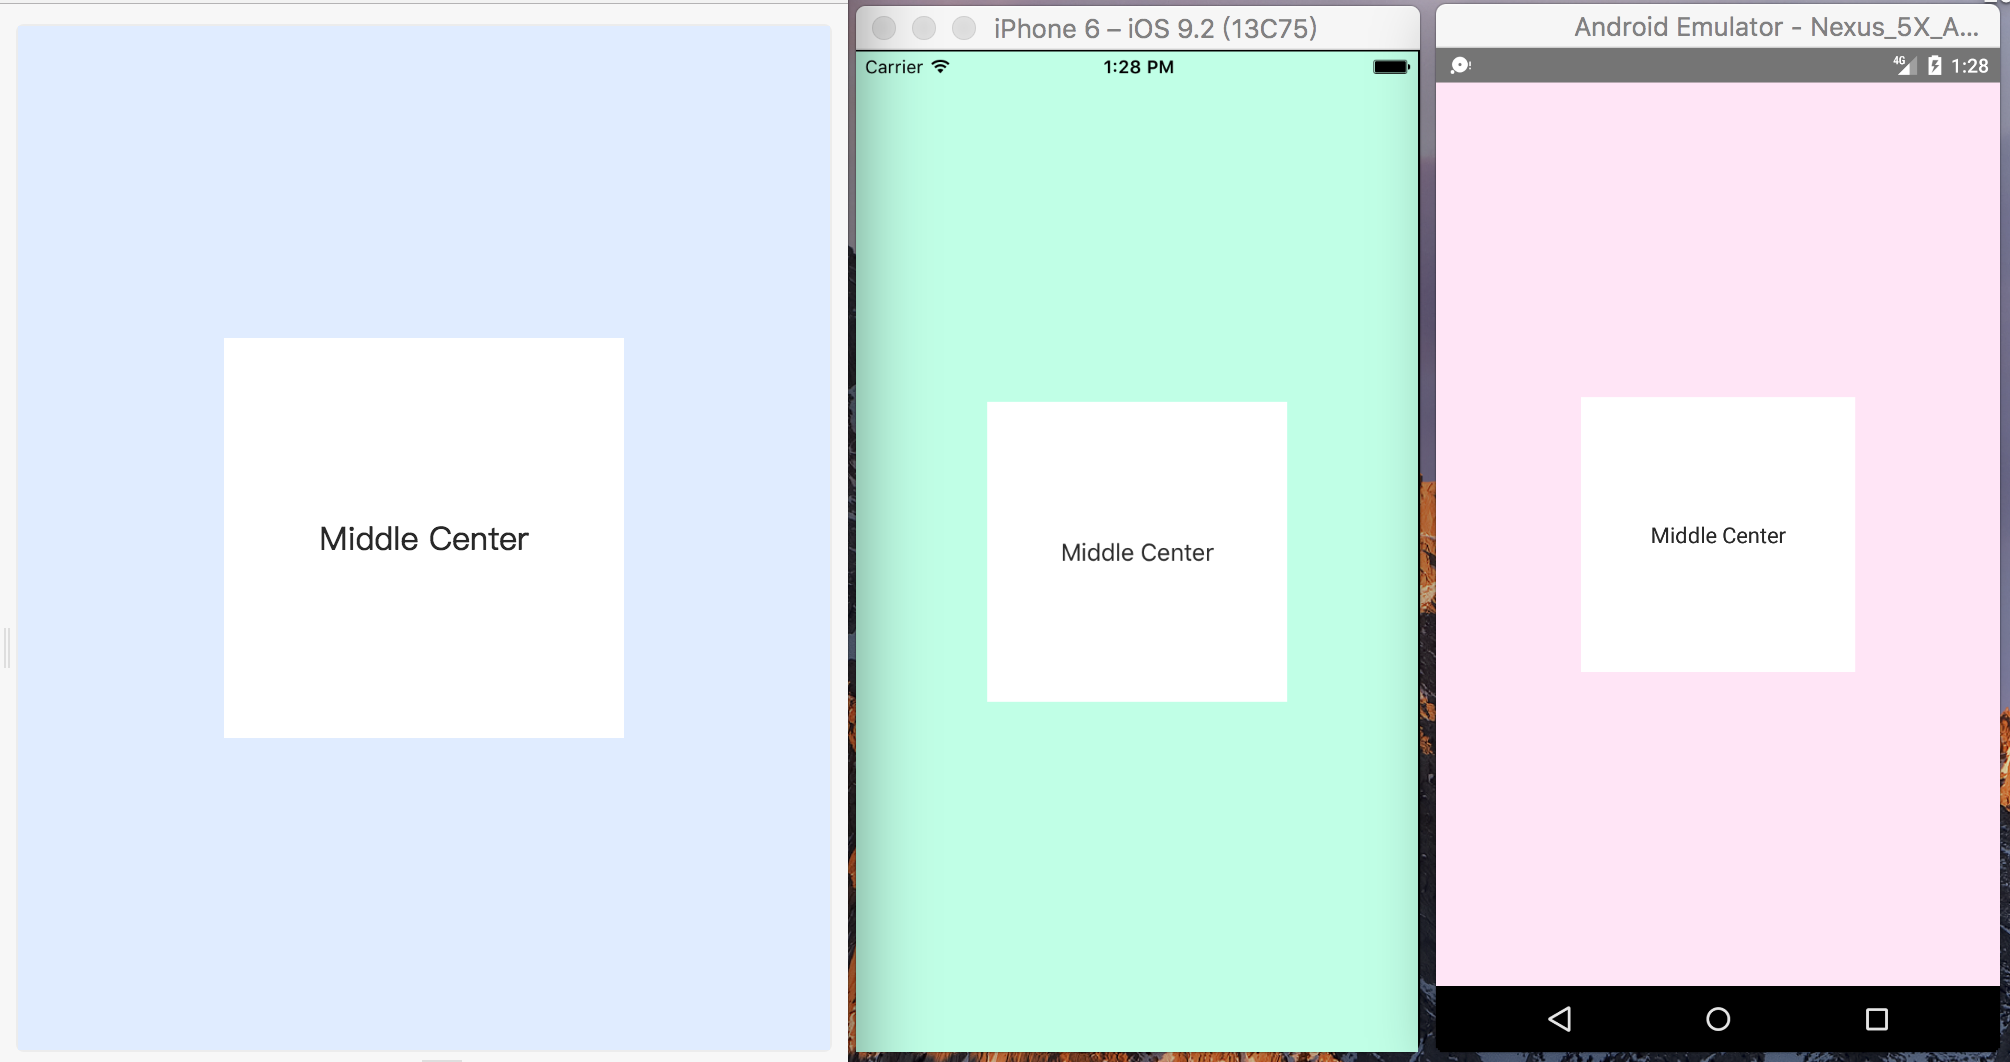 Middle Center
iPhone 6 – iOS 9.2 (13C75)
Carrier 1:28 PM
Middle Center
Android Emulator - Nexus_5X_A...
4G 1:28
Middle Center